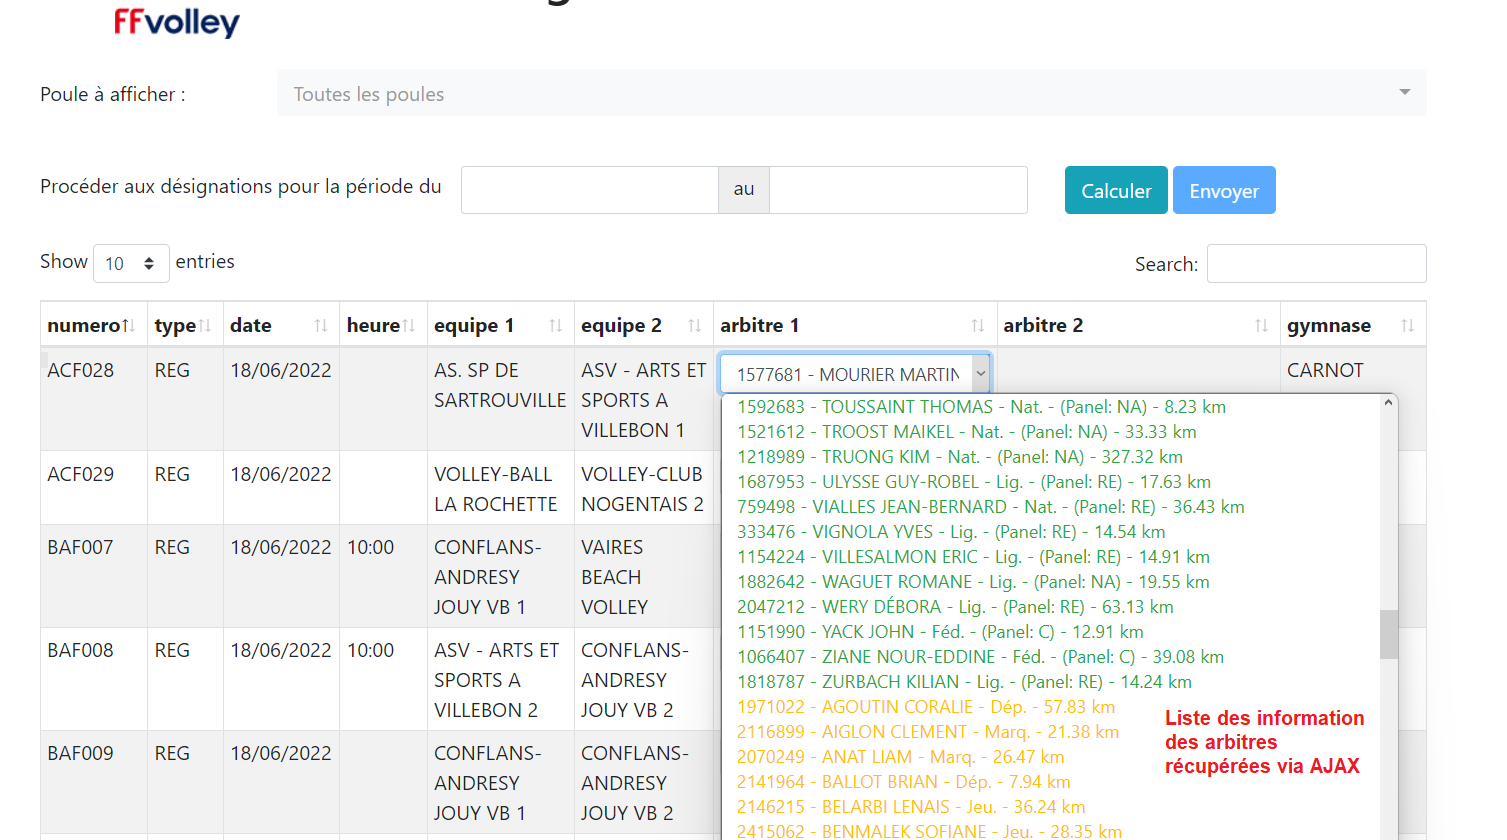 FFvolley
Poule à afficher :
Toutes les poules
Procéder aux désignations pour la période du
au
Calculer
Envoyer
Show 10 entries
Search:
numero
type
date
heure
equipe 1
equipe 2
arbitre 1
arbitre 2
gymnase
ACF028
REG
18/06/2022
AS. SP DE
SARTROUVILLE
ASV - ARTS ET
SPORTS A
VILLEBON 1
1577681 - MOURIER MARTIN
CARNOT
ACF029
REG
18/06/2022
VOLLEY-BALL
LA ROCHETTE
VOLLEY-CLUB
NOGENTAIS 2
BAF007
REG
18/06/2022
10:00
CONFLANS-
ANDRESY
JOUY VB 1
VAIRES
BEACH
VOLLEY
BAF008
REG
18/06/2022
10:00
ASV - ARTS ET
SPORTS A
VILLEBON 2
CONFLANS-
ANDRESY
JOUY VB 2
BAF009
REG
18/06/2022
CONFLANS-
ANDRESY
JOUY VB 1
CONFLANS-
ANDRESY
JOUY VB 2
1592683 - TOUSSAINT THOMAS - Nat. - (Panel: NA) - 8.23 km
1521612 - TROOST MAIKEL - Nat. - (Panel: NA) - 33.33 km
1218989 - TRUONG KIM - Nat. - (Panel: NA) - 327.32 km
1687953 - ULYSSE GUY-ROBEL - Lig. - (Panel: RE) - 17.63 km
759498 - VIALLES JEAN-BERNARD - Nat. - (Panel: RE) - 36.43 km
333476 - VIGNOLA YVES - Lig. - (Panel: RE) - 14.54 km
1154224 - VILLESALMON ERIC - Lig. - (Panel: RE) - 14.91 km
1882642 - WAGUET ROMANE - Lig. - (Panel: NA) - 19.55 km
2047212 - WERY DÉBORA - Lig. - (Panel: RE) - 63.13 km
1151990 - YACK JOHN - Féd. - (Panel: C) - 12.91 km
1066407 - ZIANE NOUR-EDDINE - Féd. - (Panel: C) - 39.08 km
1818787 - ZURBACH KILIAN - Lig. - (Panel: RE) - 14.24 km
1971022 - AGOUTIN CORALIE - Dép. - 57.83 km
2116899 - AIGLON CLEMENT - Marq. - 21.38 km
2070249 - ANAT LIAM - Marq. - 26.47 km
2141964 - BALLOT BRIAN - Dép. - 7.94 km
2146215 - BELARBI LENAIS - Jeu. - 36.24 km
2415062 - BENMALEK SOFIANE - Jeu. - 28.35 km
Liste des information
des arbitres
récupérées via AJAX